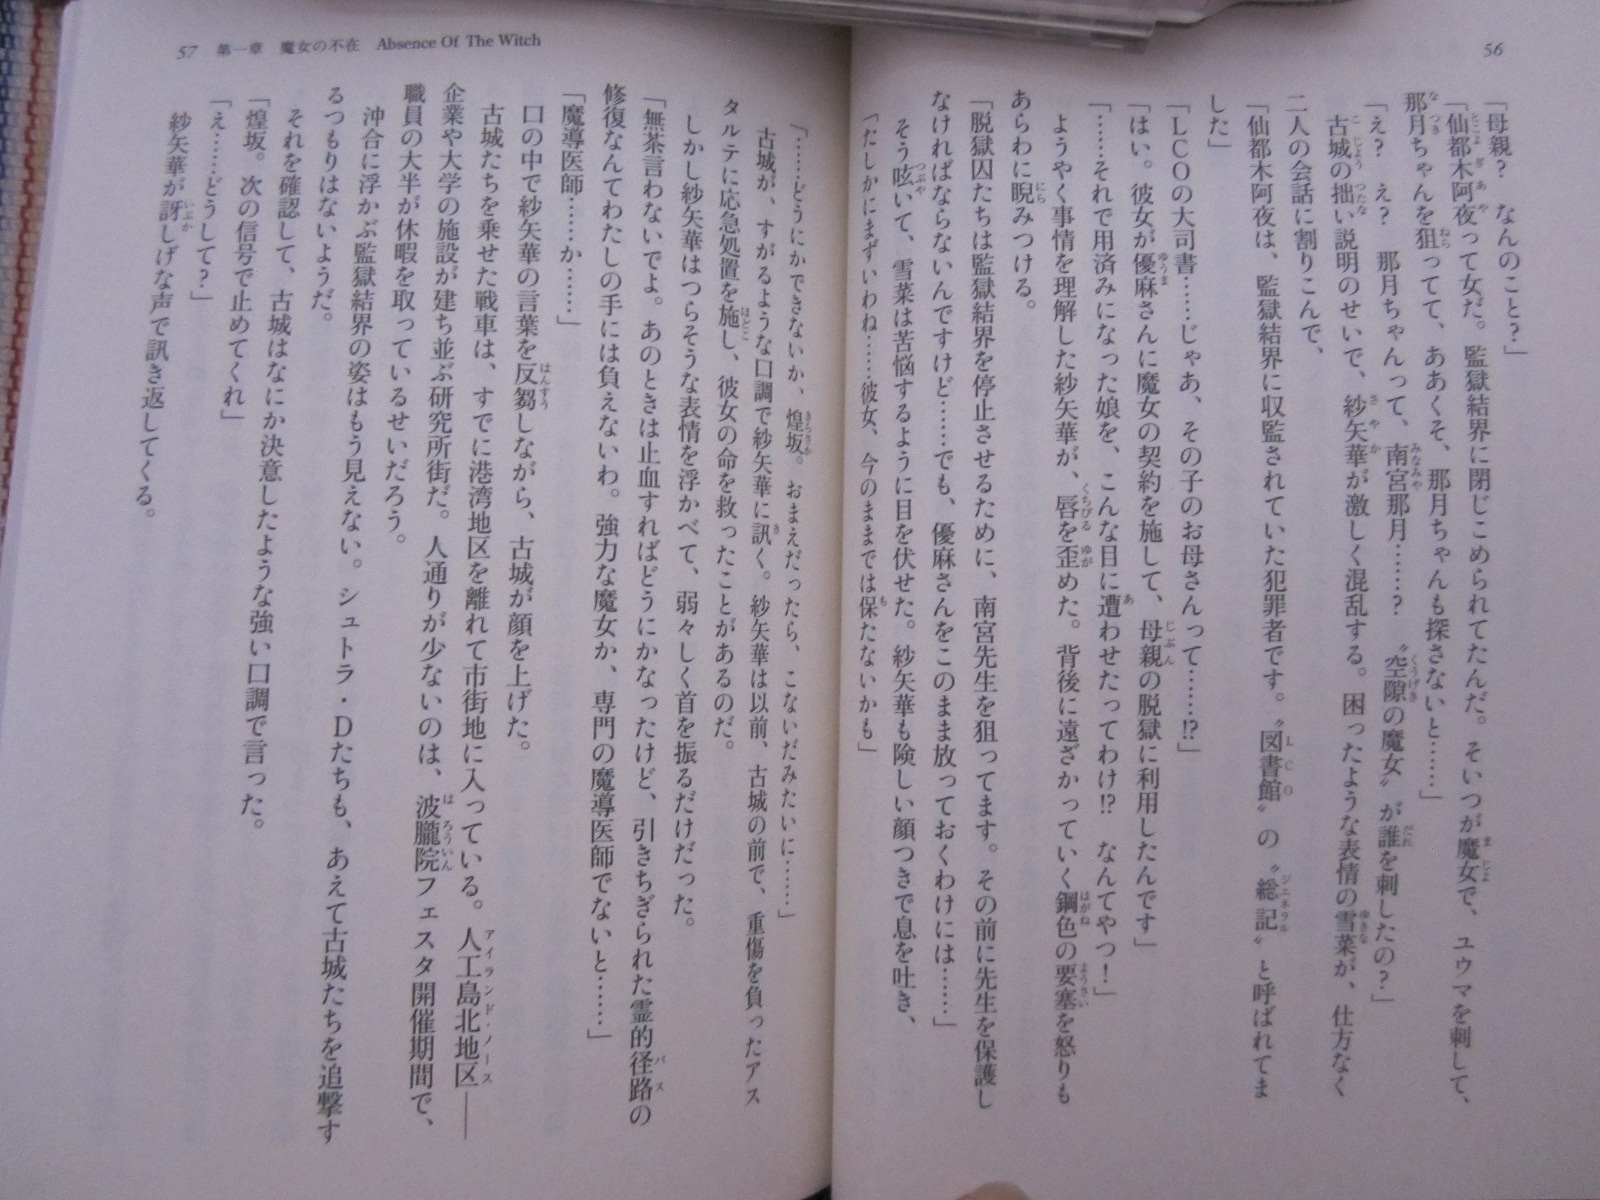 56
「母親？　なんのこと？」
「仙都木阿夜って女だ。監獄結界に閉じこめられてたんだ。そいつが魔女で、ユウマを刺して、
那月ちゃんを狙ってて、ああくそ、那月ちゃんも探さないと……」
「え？　え？　那月ちゃんって、南宮那月……？　〝空隙の魔女〟が誰を刺したの？」
古城の拙い説明のせいで、紗矢華が激しく混乱する。困ったような表情の雪菜が、仕方なく
二人の会話に割りこんで、
「仙都木阿夜は、監獄結界に収監されていた犯罪者です。〝図書館〟の〝総記〟と呼ばれてま
した」
「LCOの大司書……じゃあ、その子のお母さんって……!?」
「はい。彼女が優麻さんに魔女の契約を施して、母親の脱獄に利用したんです」
「……それで用済みになった娘を、こんな目に遭わせたってわけ!?　なんてやつ！」
ようやく事情を理解した紗矢華が、唇を歪めた。背後に遠ざかっていく鋼色の要塞を怒りも
あらわに睨みつける。
「脱獄囚たちは監獄結界を停止させるために、南宮先生を狙ってます。その前に先生を保護し
なければならないんですけど……でも、優麻さんをこのまま放っておくわけには……」
そう呟いて、雪菜は苦悩するように目を伏せた。紗矢華も険しい顔つきで息を吐き、
「たしかにまずいわね……彼女、今のままでは保たないかも」
57　第一章　魔女の不在　Absence Of The Witch
「……どうにかできないか、煌坂。おまえだったら、こないだみたいに……」
古城が、すがるような口調で紗矢華に訊く。紗矢華は以前、古城の前で、重傷を負ったアス
タルテに応急処置を施し、彼女の命を救ったことがあるのだ。
しかし紗矢華はつらそうな表情を浮かべて、弱々しく首を振るだけだった。
「無茶言わないでよ。あのときは止血すればどうにかなったけど、引きちぎられた霊的経路の
修復なんてわたしの手には負えないわ。強力な魔女か、専門の魔導医師でないと……」
「魔導医師……か……」
口の中で紗矢華の言葉を反芻しながら、古城が顔を上げた。
古城たちを乗せた戦車は、すでに港湾地区を離れて市街地に入っている。人工島北地区――
企業や大学の施設が建ち並ぶ研究所街だ。人通りが少ないのは、波朧院フェスタ開催期間で、
職員の大半が休暇を取っているせいだろう。
沖合に浮かぶ監獄結界の姿はもう見えない。シュトラ・Dたちも、あえて古城たちを追撃す
るつもりはないようだ。
それを確認して、古城はなにか決意したような強い口調で言った。
「煌坂。次の信号で止めてくれ」
「え……どうして？」
紗矢華が訝しげな声で訊き返してくる。